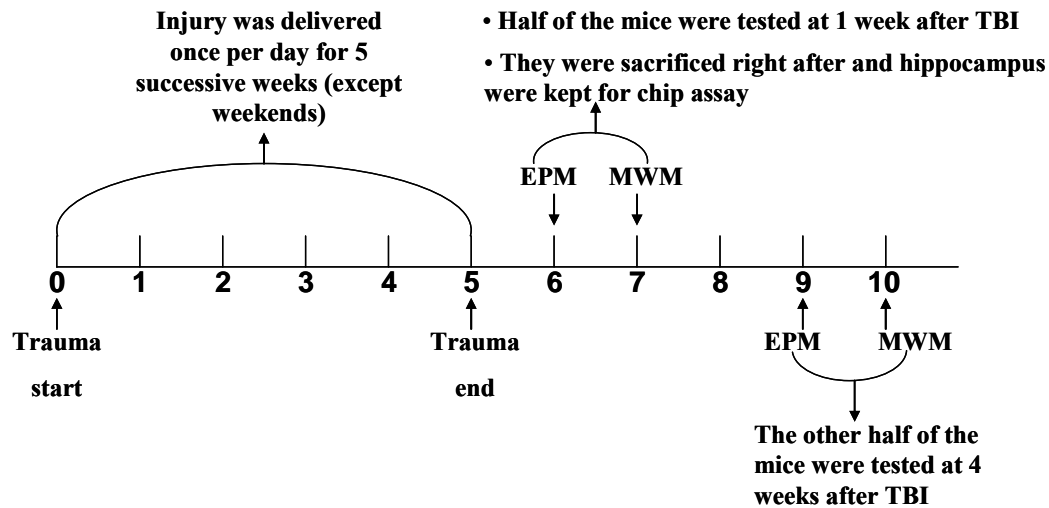 Injury was delivered
once per day for 5
successive weeks (except
weekends)
• Half of the mice were tested at 1 week after TBI
• They were sacrificed right after and hippocampus
were kept for chip assay
EPM MWM
0 1 2 3 4 5 6 7 8 9 10
Trauma
start
Trauma
end
EPM MWM
The other half of the
mice were tested at 4
weeks after TBI